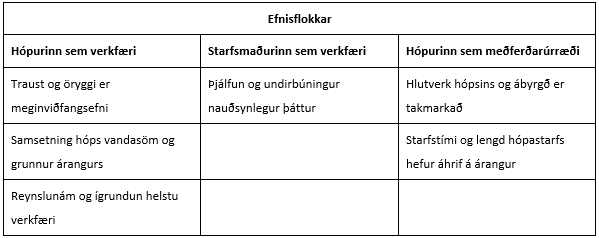 Efnisflokkar
Hópurinn sem verkfæri
Starfsmaðurinn sem verkfæri
Hópurinn sem meðferðarúrræði
Traust og öryggi er
meginviðfangsefni
Þjálfun og undirbúningur
nauðsynlegur þáttur
Hlutverk hópsins og ábyrgð er
takmarkað
Samsetning hóps vandasöm og
grunnur árangurs
Starfstími og lengd hópastarfs
hefur áhrif á árangur
Reynslunám og ígrundun helstu
verkfæri